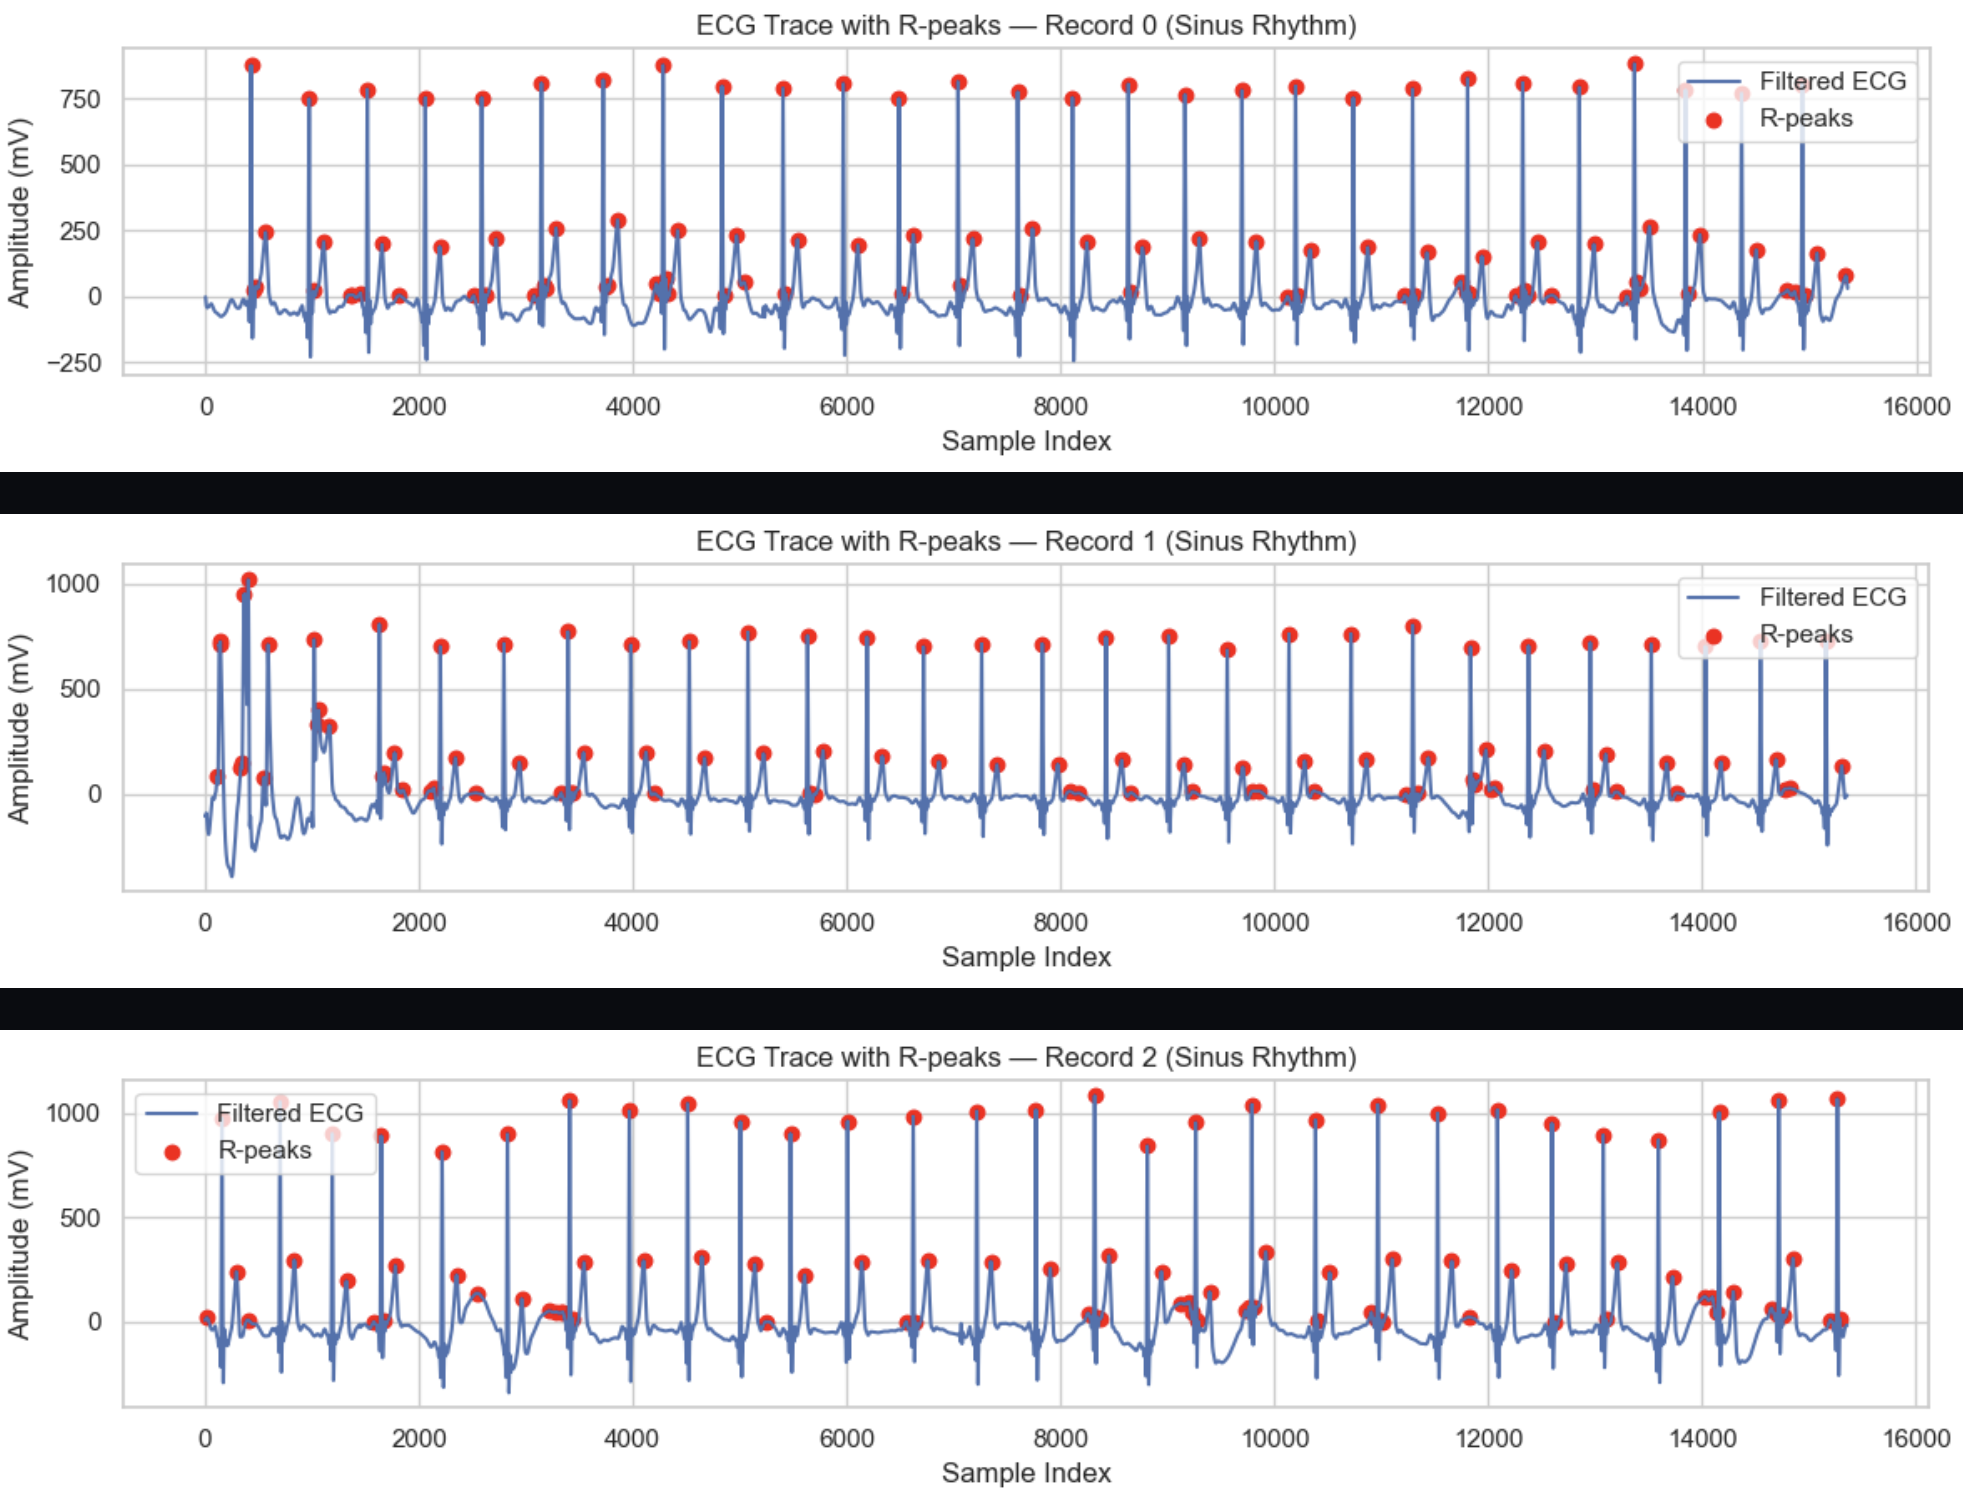 ECG Trace with R-peaks — Record 0 (Sinus Rhythm)
Amplitude (mV)
750
500
250
0
−250
Filtered ECG
R-peaks
0 2000 4000 6000 8000 10000 12000 14000 16000
Sample Index
ECG Trace with R-peaks — Record 1 (Sinus Rhythm)
Amplitude (mV)
1000
500
0
Filtered ECG
R-peaks
0 2000 4000 6000 8000 10000 12000 14000 16000
Sample Index
ECG Trace with R-peaks — Record 2 (Sinus Rhythm)
Amplitude (mV)
1000
500
0
Filtered ECG
R-peaks
0 2000 4000 6000 8000 10000 12000 14000 16000
Sample Index